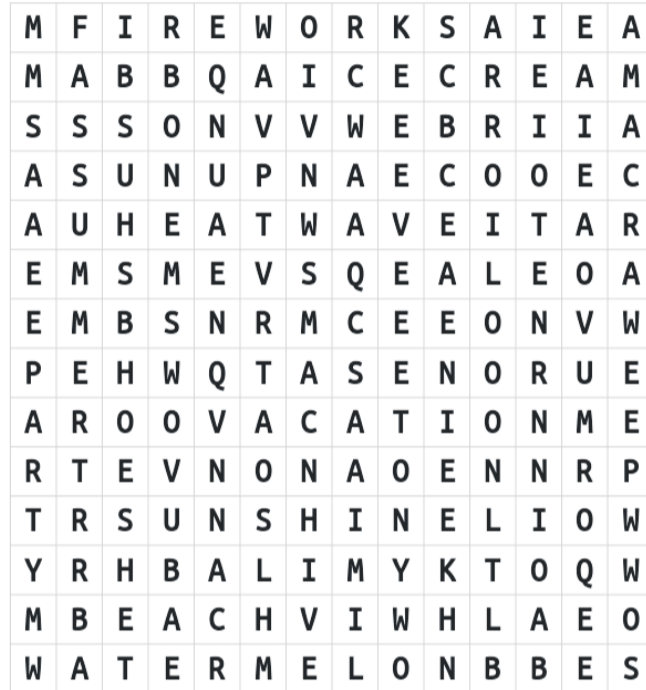 M F I R E W O R K S A I E A
M A B B Q A I C E C R E A M
S S S O N V V W E B R I I A
A S U N U P N A E C O O E C
A U H E A T W A V E I T A R
E M S M E V S Q E A L E O A
E M B S N R M C E E O N V W
P E H W Q T A S E N O R U E
A R O O V A C A T I O N M E
R T E V N O N A O E N N R P
T R S U N S H I N E L I O W
Y R H B A L I M Y K T O Q W
M B E A C H V I W H L A E O
W A T E R M E L O N B B E S